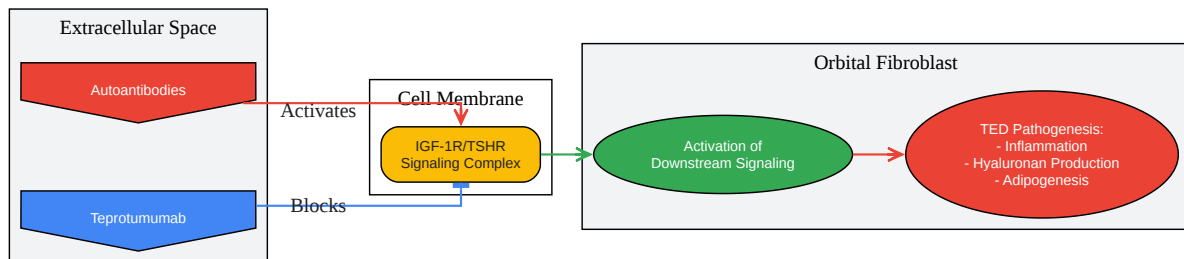 Extracellular Space
Autoantibodies
Activates
Teprotumumab
Blocks
Cell Membrane
IGF-1R/TSHR
Signaling Complex
Orbital Fibroblast
Activation of
Downstream Signaling
TED Pathogenesis:
- Inflammation
- Hyaluronan Production
- Adipogenesis